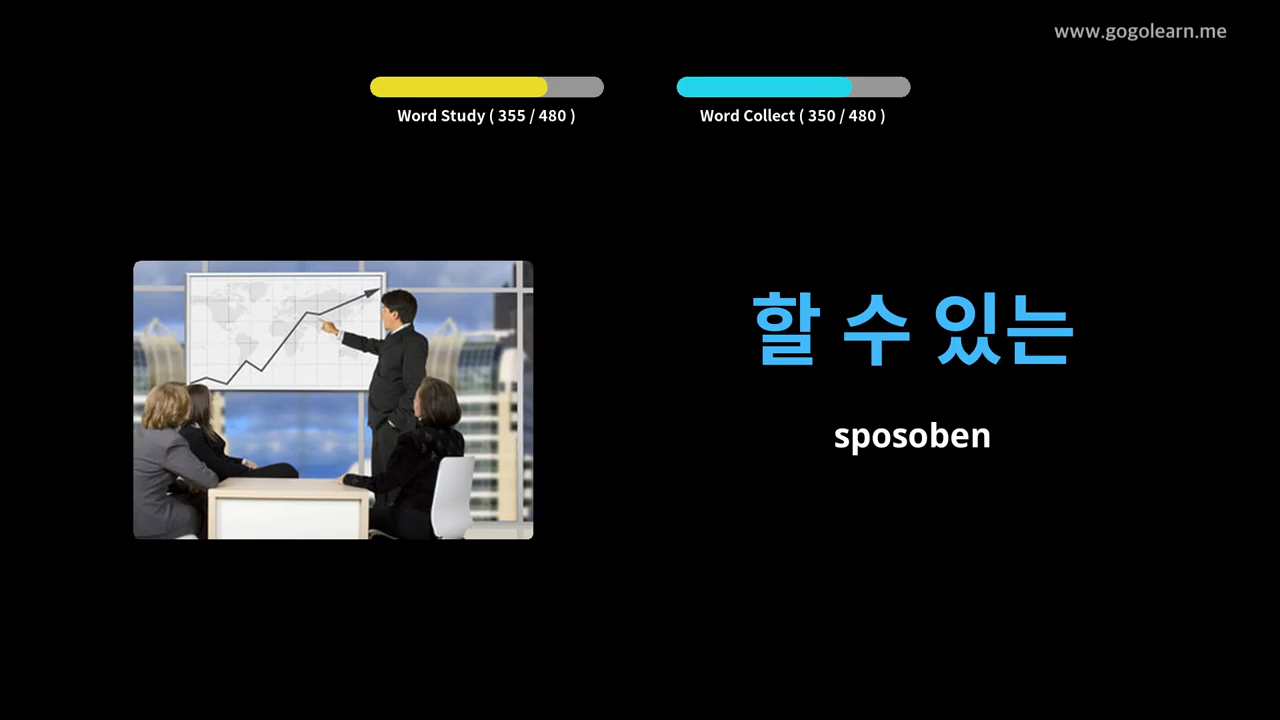 www.gogolearn.me
Word Study ( 355 / 480 )
Word Collect ( 350 / 480 )
할 수 있는
sposoben